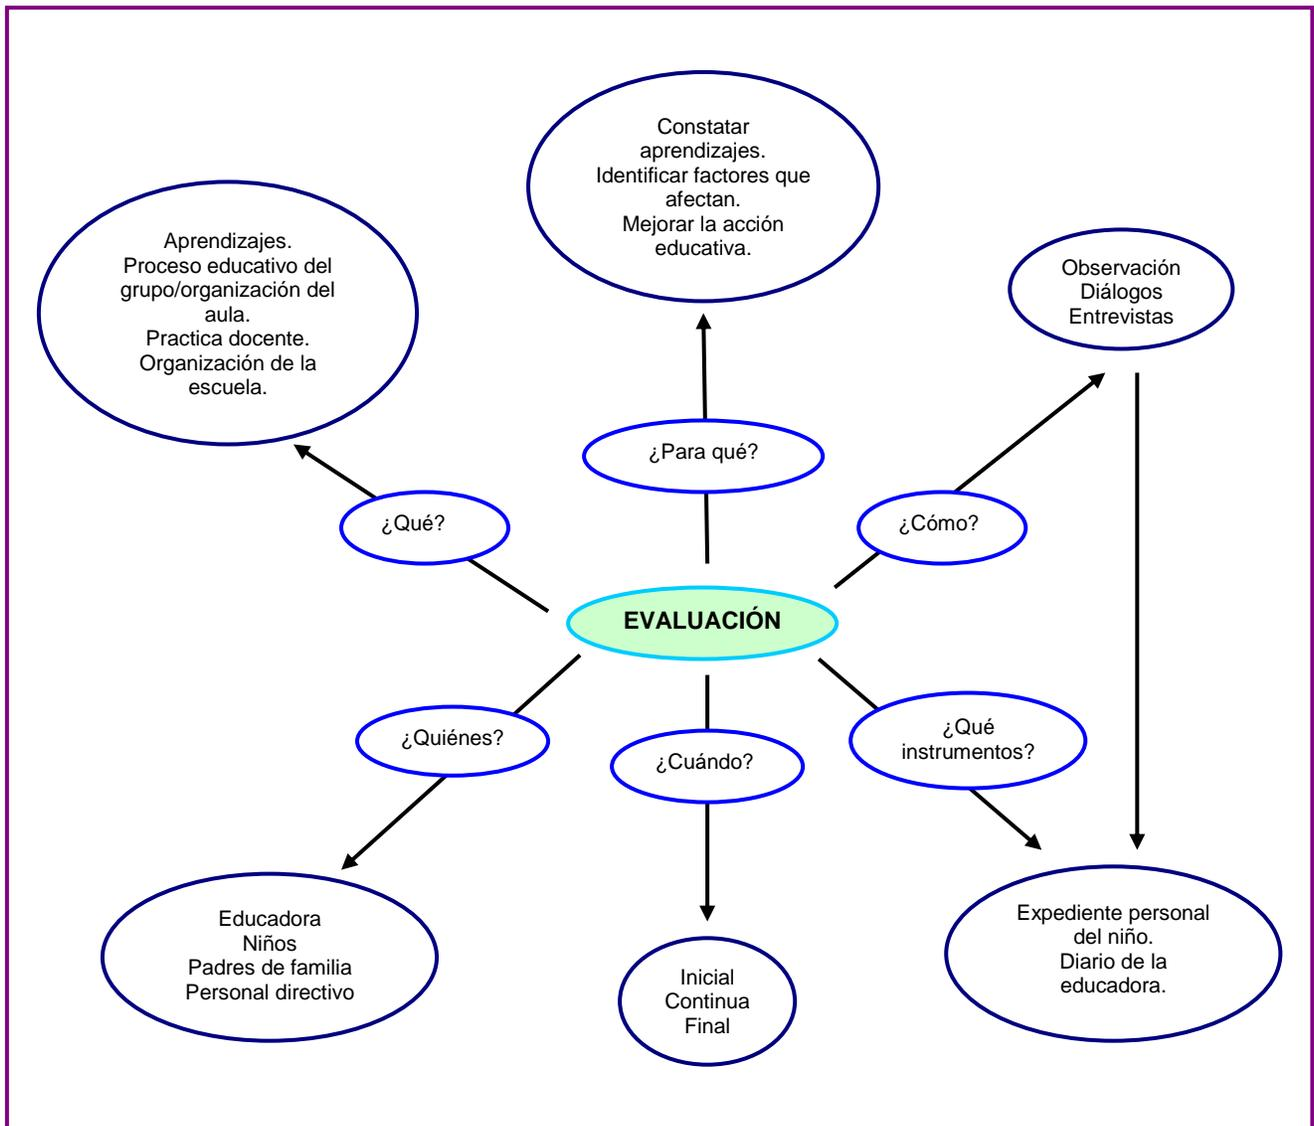 Constatar
aprendizajes.
Identificar factores que
afectan.
Mejorar la acción
educativa.
Aprendizajes.
Proceso educativo del
grupo/organización del
aula.
Practica docente.
Organización de la
escuela.
Observación
Diálogos
Entrevistas
¿Para qué?
¿Qué?
¿Cómo?
EVALUACIÓN
¿Quiénes?
¿Cuándo?
¿Qué
instrumentos?
Educadora
Niños
Padres de familia
Personal directivo
Inicial
Continua
Final
Expediente personal
del niño.
Diario de la
educadora.